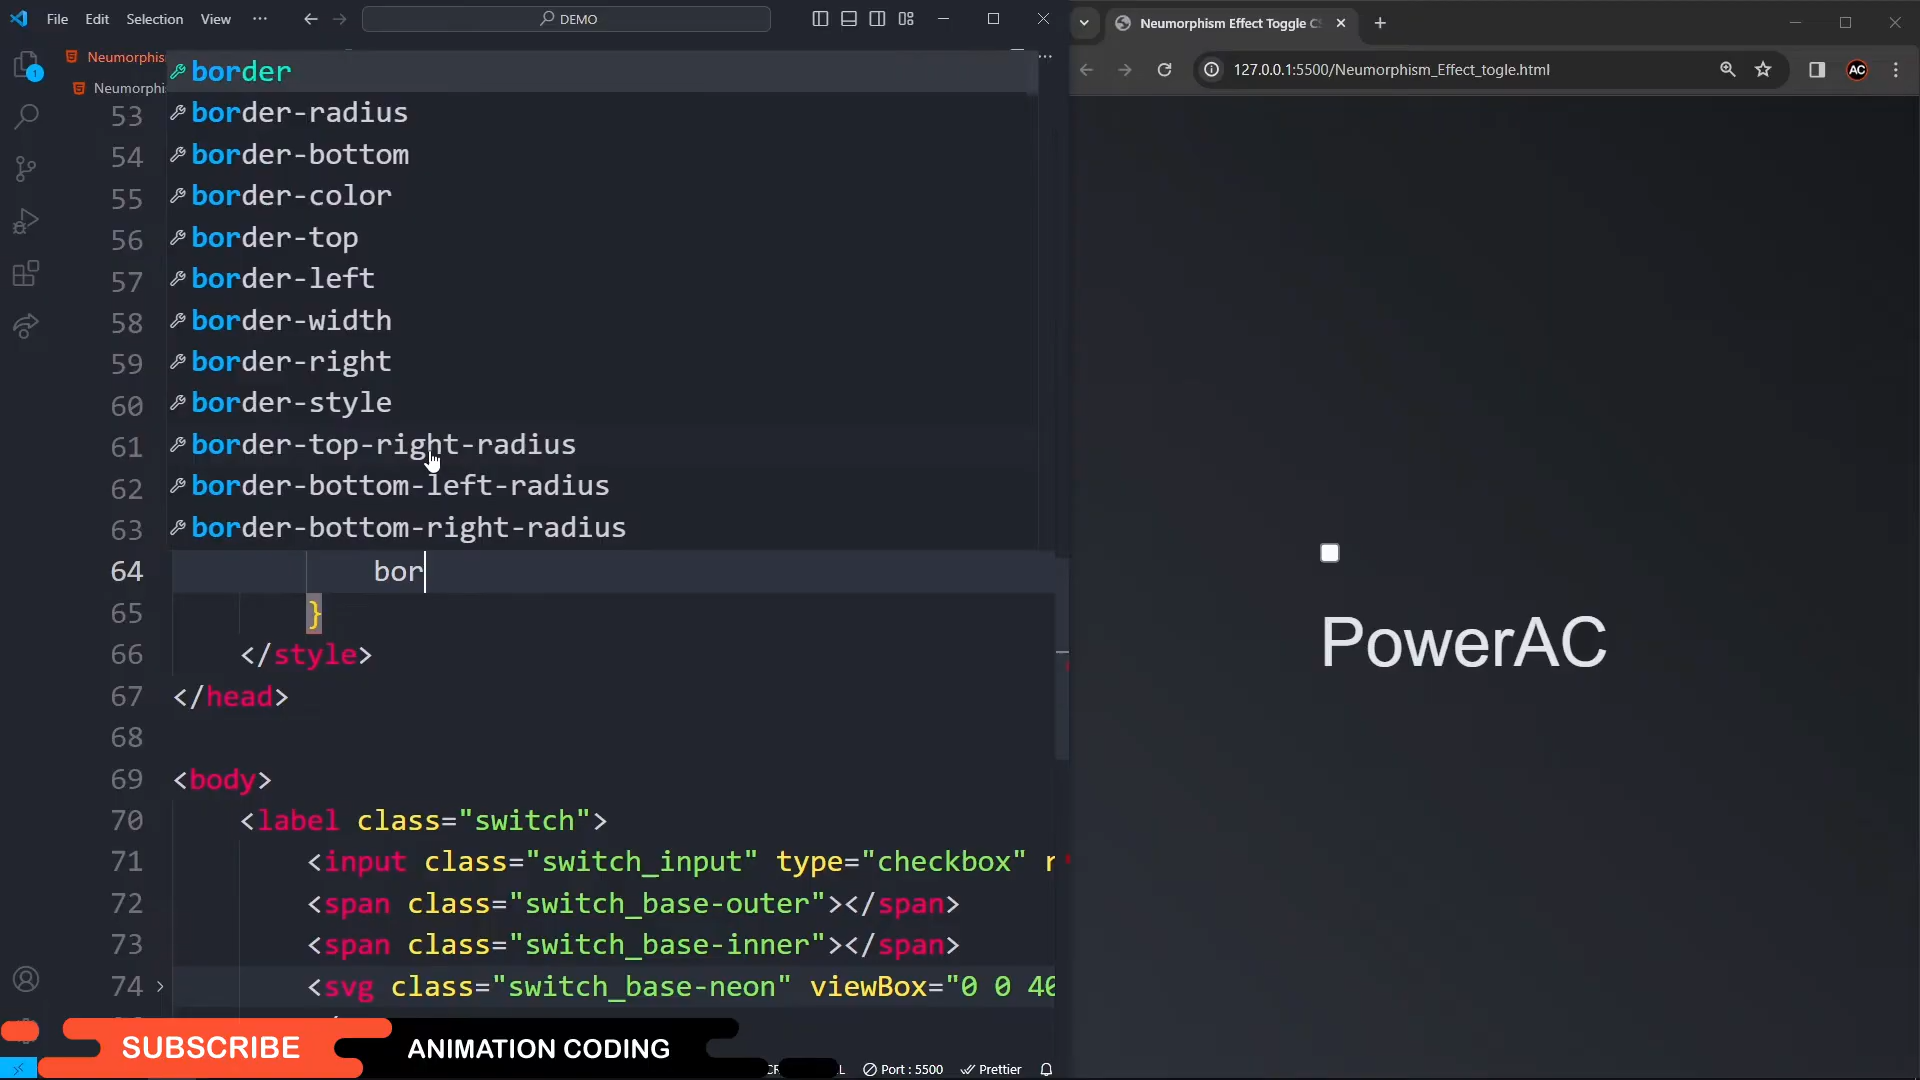 File Edit Selection View ··· DEMO
Neumorphism Effect Toggle C
127.0.0.1:5500/Neumorphism_Effect_togle.html
AC
Neumorphis
Neumorphi
1
border
border-radius
border-bottom
border-color
border-top
border-left
border-width
border-right
border-style
border-top-right-radius
border-bottom-left-radius
border-bottom-right-radius
53
54
55
56
57
58
59
60
61
62
63
64 bor
65 }
66 </style>
67 </head>
68
69 <body>
70 <label class="switch">
71 <input class="switch_input" type="checkbox" r
72 <span class="switch_base-outer"></span>
73 <span class="switch_base-inner"></span>
74 <svg class="switch_base-neon" viewBox="0 0 40
PowerAC
SUBSCRIBE
ANIMATION CODING
Port : 5500 Prettier